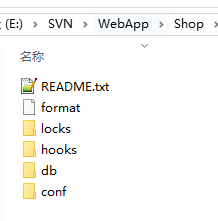 (E:) › SVN › WebApp › Shop
名称
README.txt
format
locks
hooks
db
conf